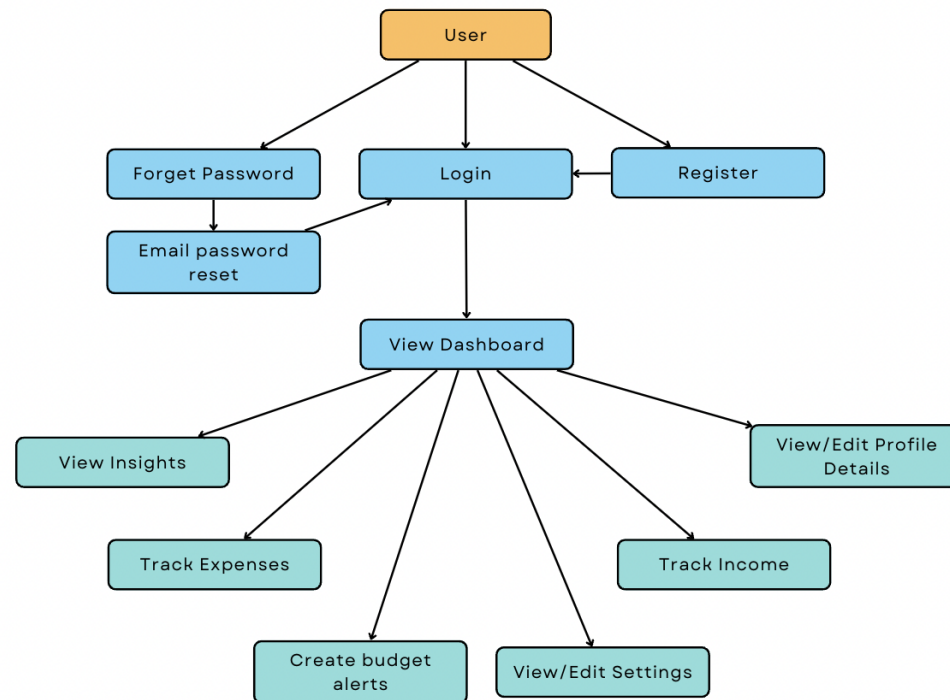 User
Forget Password
Login
Register
Email password
reset
View Dashboard
View Insights
View/Edit Profile
Details
Track Expenses
Track Income
Create budget
alerts
View/Edit Settings